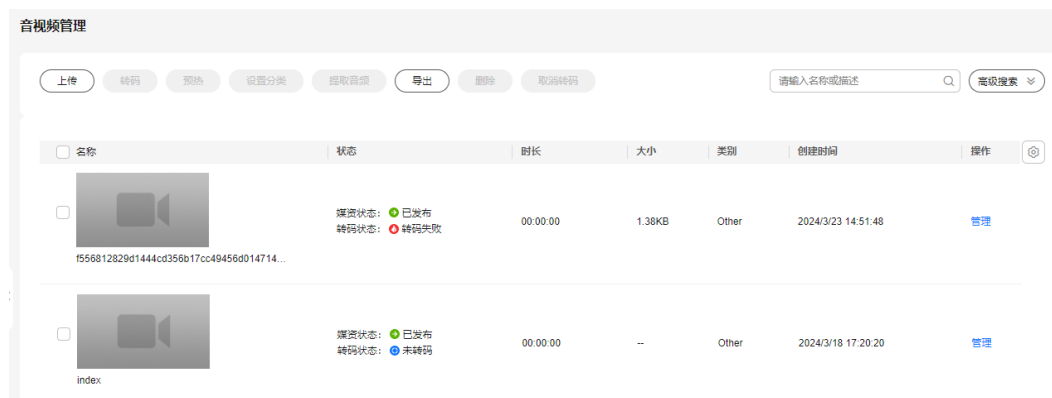 音视频管理
上传 转码 预热 设置分类 提取音频 导出 删除 取消转码 请输入名称或描述 高级搜索
名称 状态 时长 大小 类别 创建时间 操作
媒资状态： 已发布
转码状态： 转码失败
00:00:00 1.38KB Other 2024/3/23 14:51:48 管理
f556812829d1444cd356b17cc49456d014714...
媒资状态： 已发布
转码状态： 未转码
00:00:00 -- Other 2024/3/18 17:20:20 管理
index